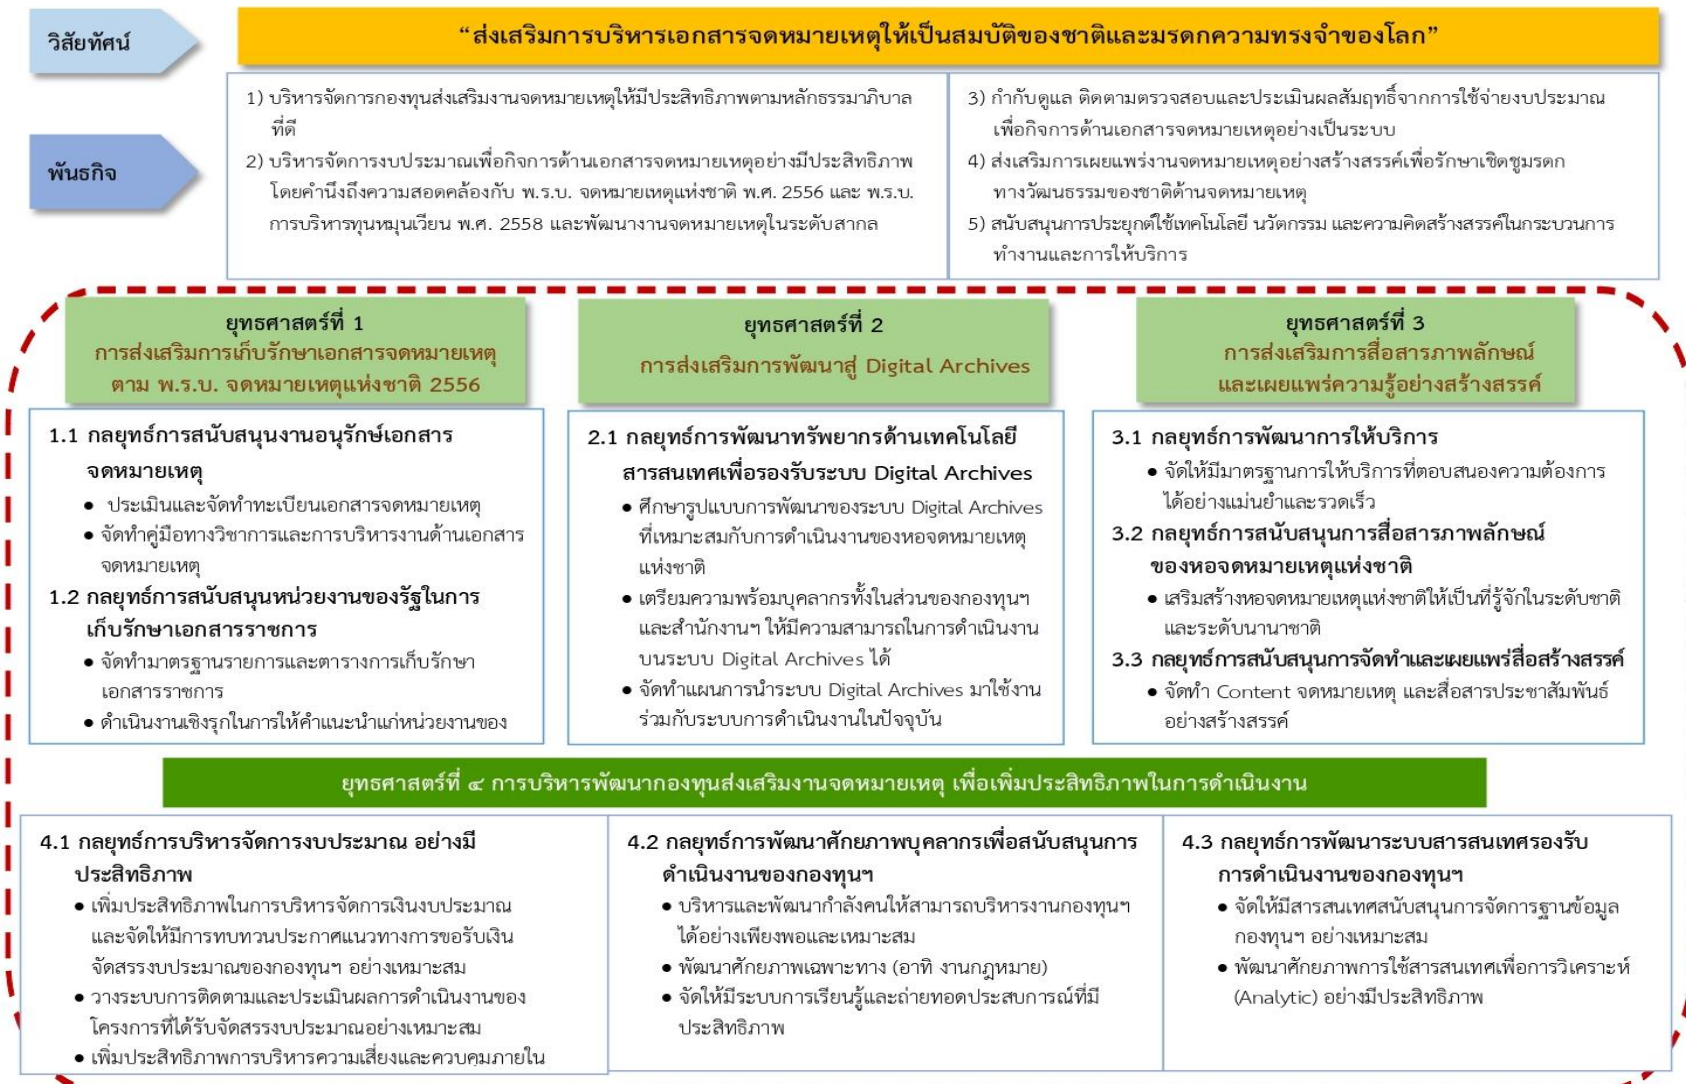 วิสัยทัศน์
“ส่งเสริมการบริหารเอกสารจดหมายเหตุให้เป็นสมบัติของชาติและมรดกความทรงจำของโลก”
พันธกิจ
1) บริหารจัดการกองทุนส่งเสริมงานจดหมายเหตุให้มีประสิทธิภาพตามหลักธรรมาภิบาล
ที่ดี
2) บริหารจัดการงบประมาณเพื่อกิจการด้านเอกสารจดหมายเหตุอย่างมีประสิทธิภาพ
โดยคำนึงถึงความสอดคล้องกับ พ.ร.บ. จดหมายเหตุแห่งชาติ พ.ศ. 2556 และ พ.ร.บ.
การบริหารทุนหมุนเวียน พ.ศ. 2558 และพัฒนางานจดหมายเหตุในระดับสากล
3) กำกับดูแล ติดตามตรวจสอบและประเมินผลสัมฤทธิ์จากการใช้จ่ายงบประมาณ
เพื่อกิจการด้านเอกสารจดหมายเหตุอย่างเป็นระบบ
4) ส่งเสริมการเผยแพร่งานจดหมายเหตุอย่างสร้างสรรค์เพื่อรักษาเชิดชูมรดก
ทางวัฒนธรรมของชาติด้านจดหมายเหตุ
5) สนับสนุนการประยุกต์ใช้เทคโนโลยี นวัตกรรม และความคิดสร้างสรรค์ในกระบวนการ
ทำงานและการให้บริการ
ยุทธศาสตร์ที่ 1
การส่งเสริมการเก็บรักษาเอกสารจดหมายเหตุ
ตาม พ.ร.บ. จดหมายเหตุแห่งชาติ 2556
1.1 กลยุทธ์การสนับสนุนงานอนุรักษ์เอกสาร
จดหมายเหตุ
• ประเมินและจัดทำทะเบียนเอกสารจดหมายเหตุ
• จัดทำคู่มือทางวิชาการและการบริหารงานด้านเอกสาร
จดหมายเหตุ
1.2 กลยุทธ์การสนับสนุนหน่วยงานของรัฐในการ
เก็บรักษาเอกสารราชการ
• จัดทำมาตรฐานรายการและตารางการเก็บรักษา
เอกสารราชการ
• ดำเนินงานเชิงรุกในการให้คำแนะนำแก่หน่วยงานของ
ยุทธศาสตร์ที่ 2
การส่งเสริมการพัฒนาสู่ Digital Archives
2.1 กลยุทธ์การพัฒนาทรัพยากรด้านเทคโนโลยี
สารสนเทศเพื่อรองรับระบบ Digital Archives
• ศึกษารูปแบบการพัฒนาของระบบ Digital Archives
ที่เหมาะสมกับการดำเนินงานของหอจดหมายเหตุ
แห่งชาติ
• เตรียมความพร้อมบุคลากรทั้งในส่วนของกองทุนฯ
และสำนักงานฯ ให้มีความสามารถในการดำเนินงาน
บนระบบ Digital Archives ได้
• จัดทำแผนการนำระบบ Digital Archives มาใช้งาน
ร่วมกับระบบการดำเนินงานในปัจจุบัน
ยุทธศาสตร์ที่ 3
การส่งเสริมการสื่อสารภาพลักษณ์
และเผยแพร่ความรู้อย่างสร้างสรรค์
3.1 กลยุทธ์การพัฒนาการให้บริการ
• จัดให้มีมาตรฐานการให้บริการที่ตอบสนองความต้องการ
ได้อย่างแม่นยำและรวดเร็ว
3.2 กลยุทธ์การสนับสนุนการสื่อสารภาพลักษณ์
ของหอจดหมายเหตุแห่งชาติ
• เสริมสร้างหอจดหมายเหตุแห่งชาติให้เป็นที่รู้จักในระดับชาติ
และระดับนานาชาติ
3.3 กลยุทธ์การสนับสนุนการจัดทำและเผยแพร่สื่อสร้างสรรค์
• จัดทำ Content จดหมายเหตุ และสื่อสารประชาสัมพันธ์
อย่างสร้างสรรค์
ยุทธศาสตร์ที่ ๔ การบริหารพัฒนากองทุนส่งเสริมงานจดหมายเหตุ เพื่อเพิ่มประสิทธิภาพในการดำเนินงาน
4.1 กลยุทธ์การบริหารจัดการงบประมาณ อย่างมี
ประสิทธิภาพ
• เพิ่มประสิทธิภาพในการบริหารจัดการเงินงบประมาณ
และจัดให้มีการทบทวนประกาศแนวทางการขอรับเงิน
จัดสรรงบประมาณของกองทุนฯ อย่างเหมาะสม
• วางระบบการติดตามและประเมินผลการดำเนินงานของ
โครงการที่ได้รับจัดสรรงบประมาณอย่างเหมาะสม
• เพิ่มประสิทธิภาพการบริหารความเสี่ยงและควบคุมภายใน
4.2 กลยุทธ์การพัฒนาศักยภาพบุคลากรเพื่อสนับสนุนการ
ดำเนินงานของกองทุนฯ
• บริหารและพัฒนากำลังคนให้สามารถบริหารงานกองทุนฯ
ได้อย่างเพียงพอและเหมาะสม
• พัฒนาศักยภาพเฉพาะทาง (อาทิ งานกฎหมาย)
• จัดให้มีระบบการเรียนรู้และถ่ายทอดประสบการณ์ที่มี
ประสิทธิภาพ
4.3 กลยุทธ์การพัฒนาระบบสารสนเทศรองรับ
การดำเนินงานของกองทุนฯ
• จัดให้มีสารสนเทศสนับสนุนการจัดการฐานข้อมูล
กองทุนฯ อย่างเหมาะสม
• พัฒนาศักยภาพการใช้สารสนเทศเพื่อการวิเคราะห์
(Analytic) อย่างมีประสิทธิภาพ